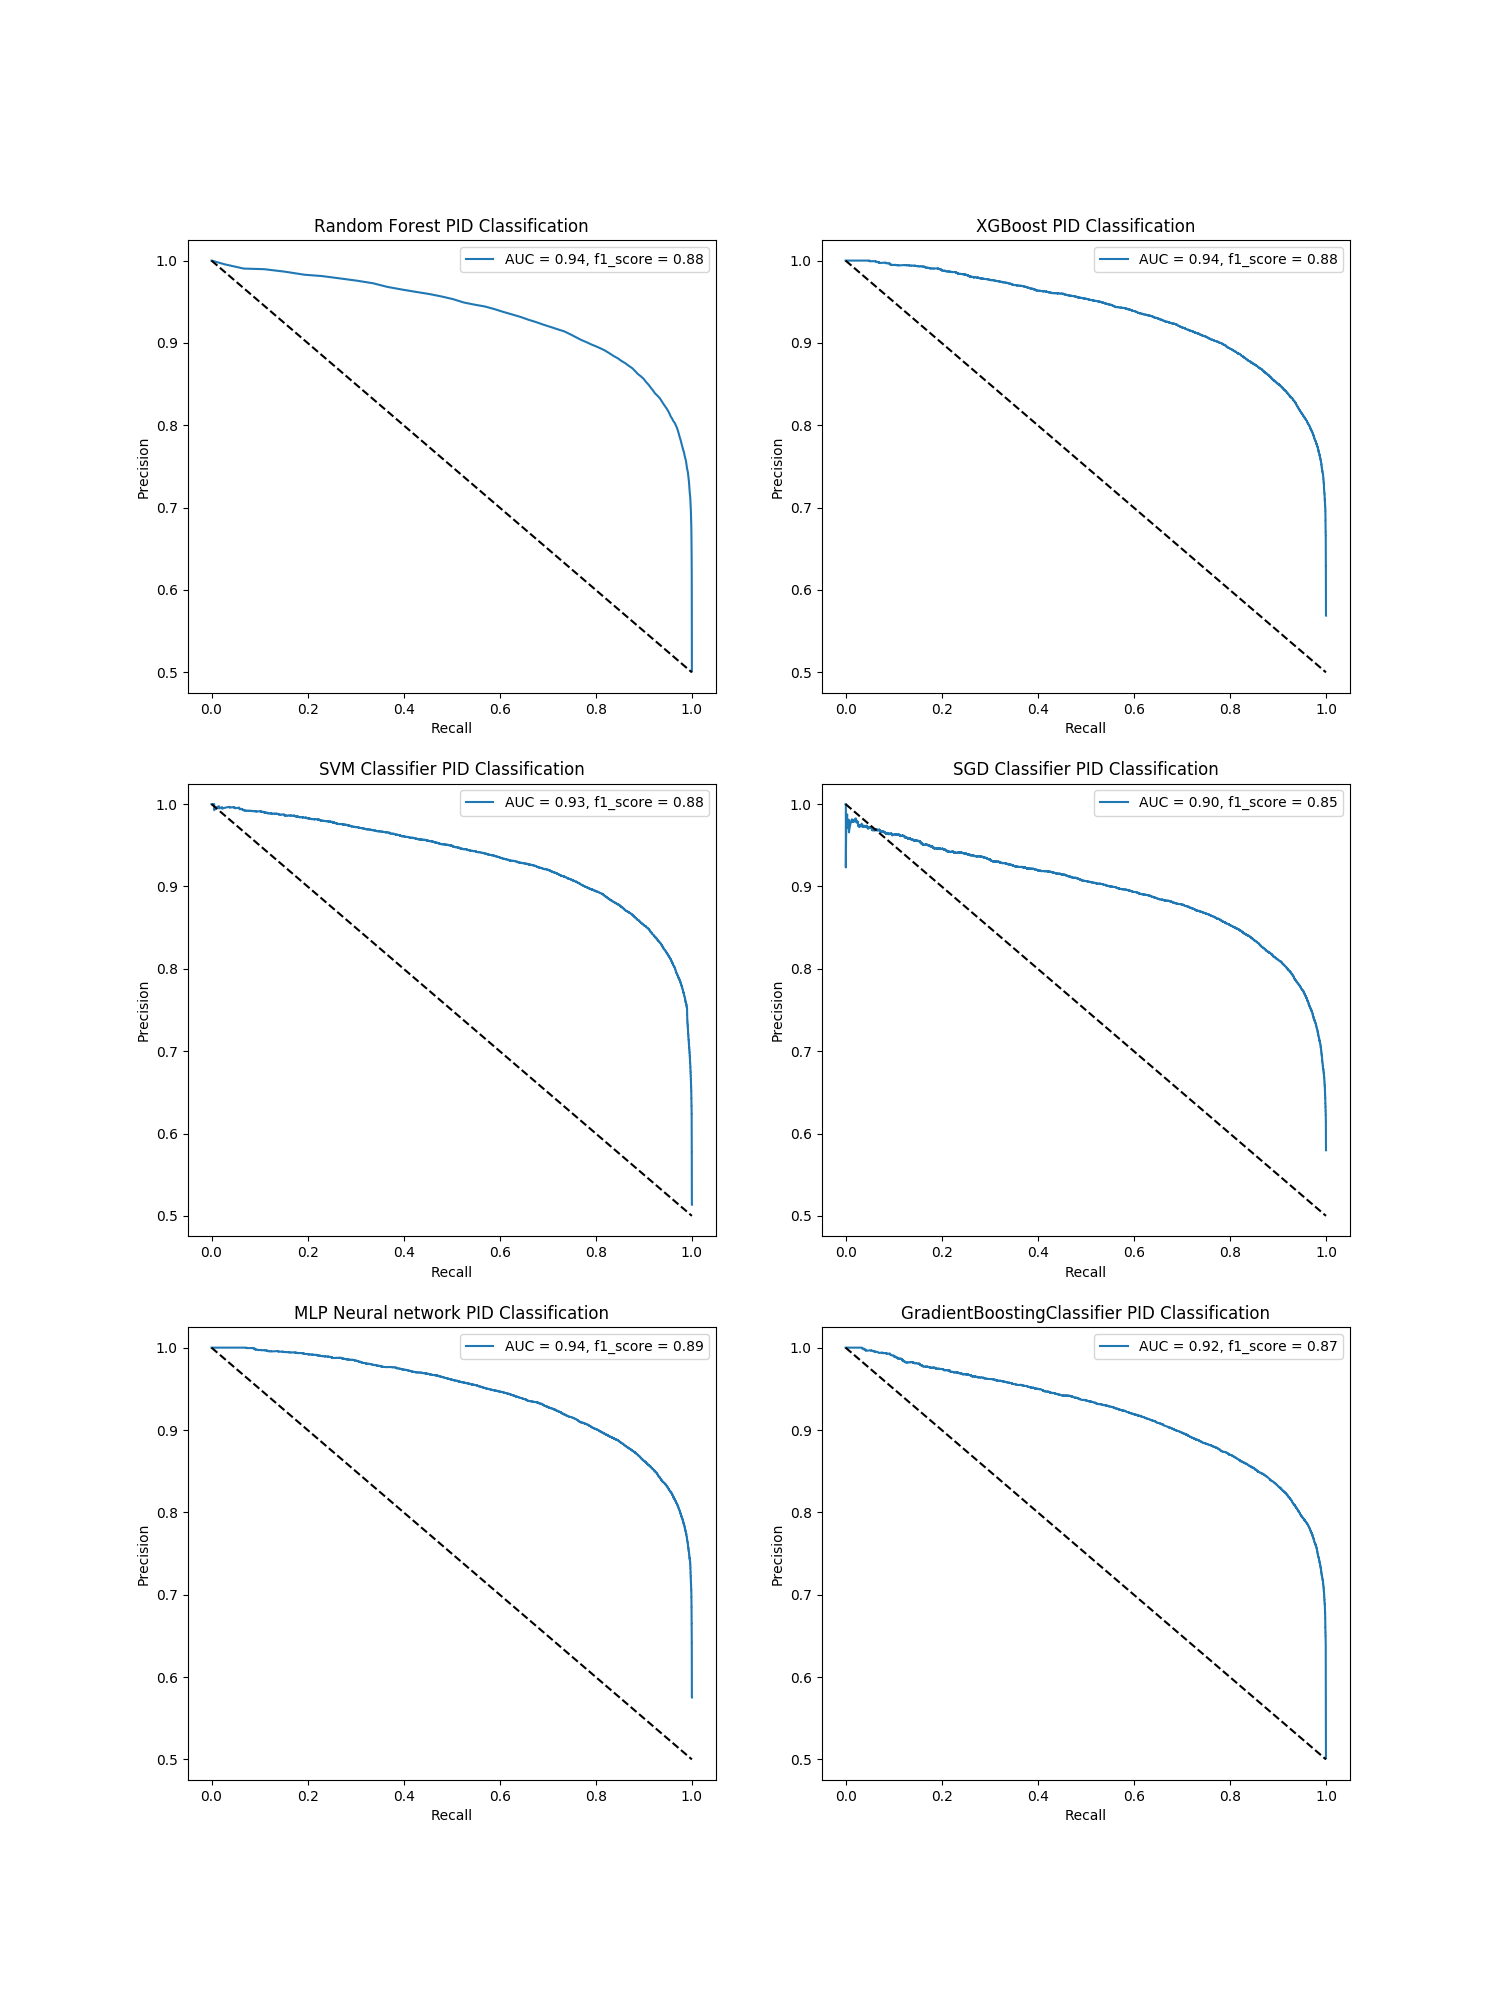 Random Forest PID Classification
AUC = 0.94, f1_score = 0.88
1.0
0.9
0.8
0.7
0.6
0.5
Precision
0.0 0.2 0.4 0.6 0.8 1.0
Recall
XGBoost PID Classification
AUC = 0.94, f1_score = 0.88
1.0
0.9
0.8
0.7
0.6
0.5
Precision
0.0 0.2 0.4 0.6 0.8 1.0
Recall
SVM Classifier PID Classification
AUC = 0.93, f1_score = 0.88
1.0
0.9
0.8
0.7
0.6
0.5
Precision
0.0 0.2 0.4 0.6 0.8 1.0
Recall
SGD Classifier PID Classification
AUC = 0.90, f1_score = 0.85
1.0
0.9
0.8
0.7
0.6
0.5
Precision
0.0 0.2 0.4 0.6 0.8 1.0
Recall
MLP Neural network PID Classification
AUC = 0.94, f1_score = 0.89
1.0
0.9
0.8
0.7
0.6
0.5
Precision
0.0 0.2 0.4 0.6 0.8 1.0
Recall
GradientBoostingClassifier PID Classification
AUC = 0.92, f1_score = 0.87
1.0
0.9
0.8
0.7
0.6
0.5
Precision
0.0 0.2 0.4 0.6 0.8 1.0
Recall